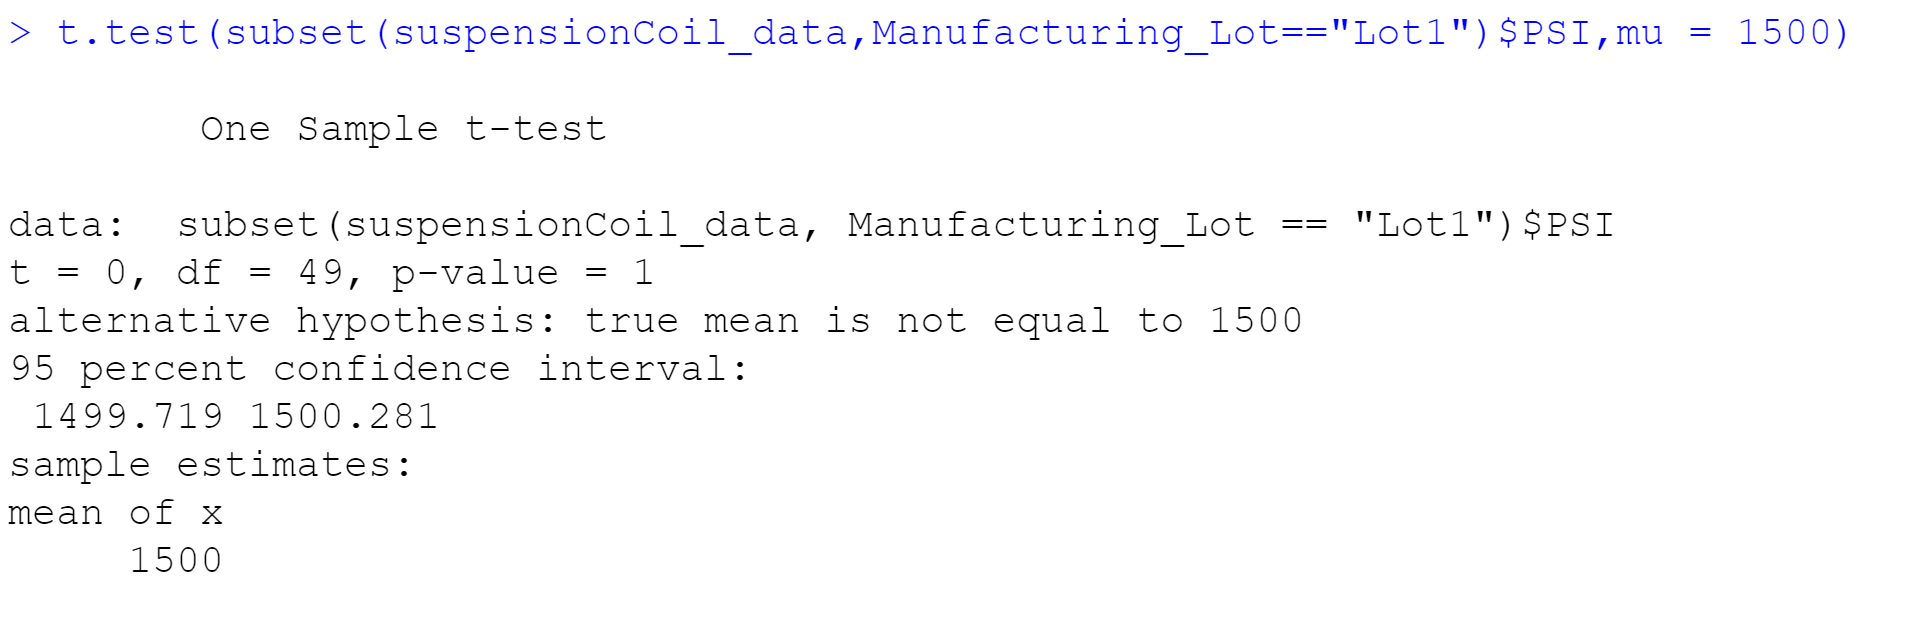 > t.test(subset(suspensionCoil_data,Manufacturing_Lot=="Lot1")$PSI,mu = 1500)
One Sample t-test
data:  subset(suspensionCoil_data, Manufacturing_Lot == "Lot1")$PSI
t = 0, df = 49, p-value = 1
alternative hypothesis: true mean is not equal to 1500
95 percent confidence interval:
1499.719 1500.281
sample estimates:
mean of x
1500